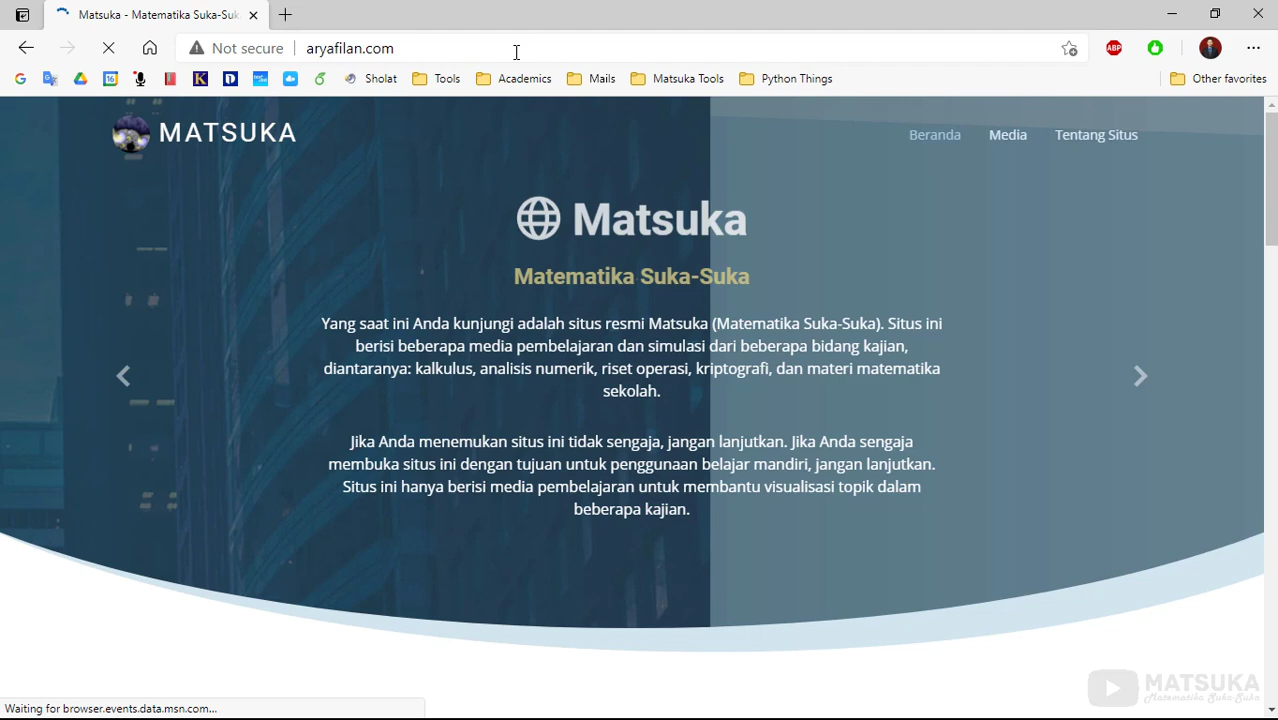 Matsuka - Matematika Suka-Suk
Not secure
aryafilan.com
ABP
G
16
K
Sholat
Tools
Academics
Mails
Matsuka Tools
Python Things
Other favorites
MATSUKA
Beranda
Media
Tentang Situs
Matsuka
Matematika Suka-Suka
Yang saat ini Anda kunjungi adalah situs resmi Matsuka (Matematika Suka-Suka). Situs ini
berisi beberapa media pembelajaran dan simulasi dari beberapa bidang kajian,
diantaranya: kalkulus, analisis numerik, riset operasi, kriptografi, dan materi matematika
sekolah.
Jika Anda menemukan situs ini tidak sengaja, jangan lanjutkan. Jika Anda sengaja
membuka situs ini dengan tujuan untuk penggunaan belajar mandiri, jangan lanjutkan.
Situs ini hanya berisi media pembelajaran untuk membantu visualisasi topik dalam
beberapa kajian.
MATSUKA
Matematika Suka-Suka
Waiting for browser.events.data.msn.com...